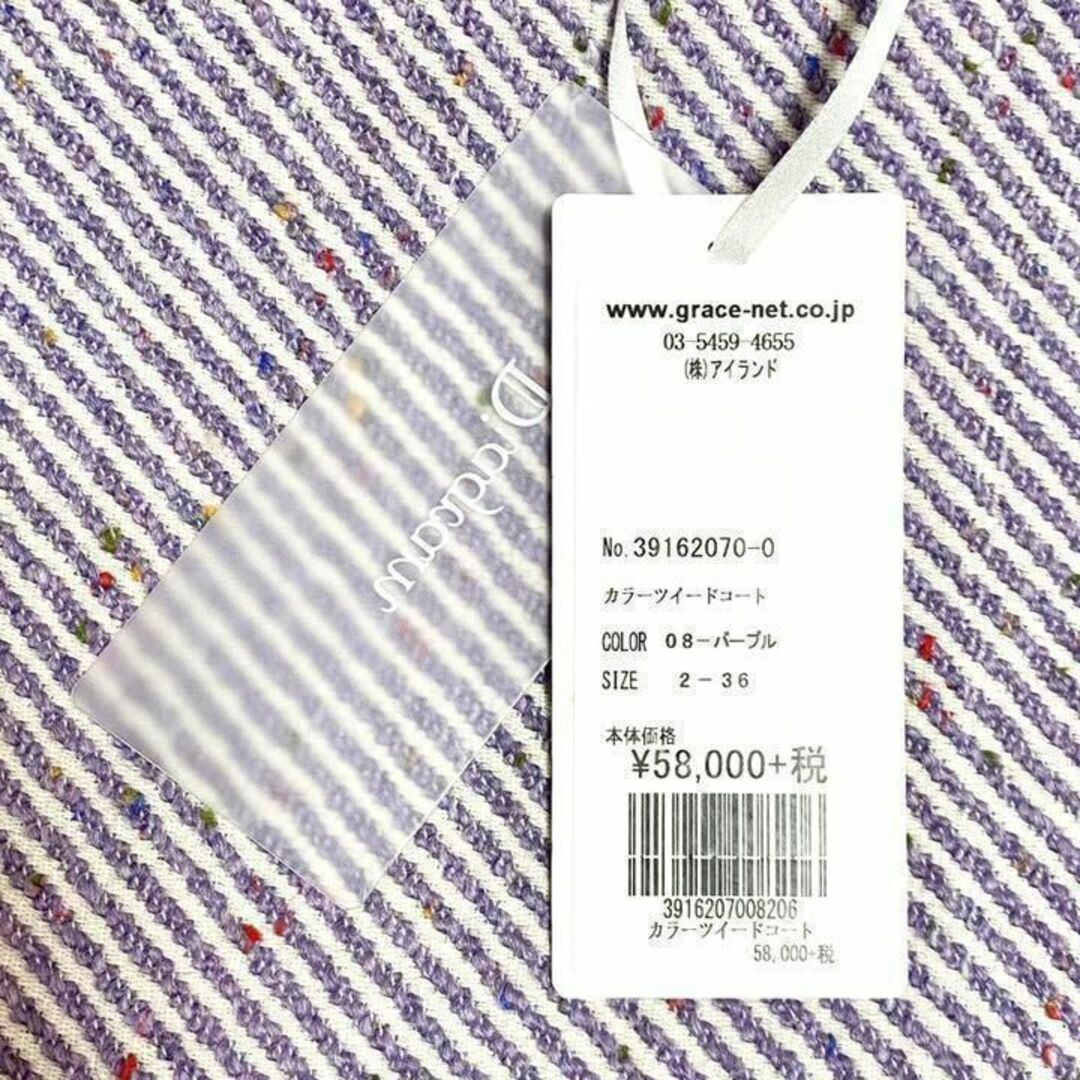 www.grace-net.co.jp
03-5459-4655
(株)アイランド
No.39162070-0
カラーツイードコート
COLOR 08-パープル
SIZE 2-36
本体価格
¥58,000+税
3916207008206
カラーツイードコート
58,000+税